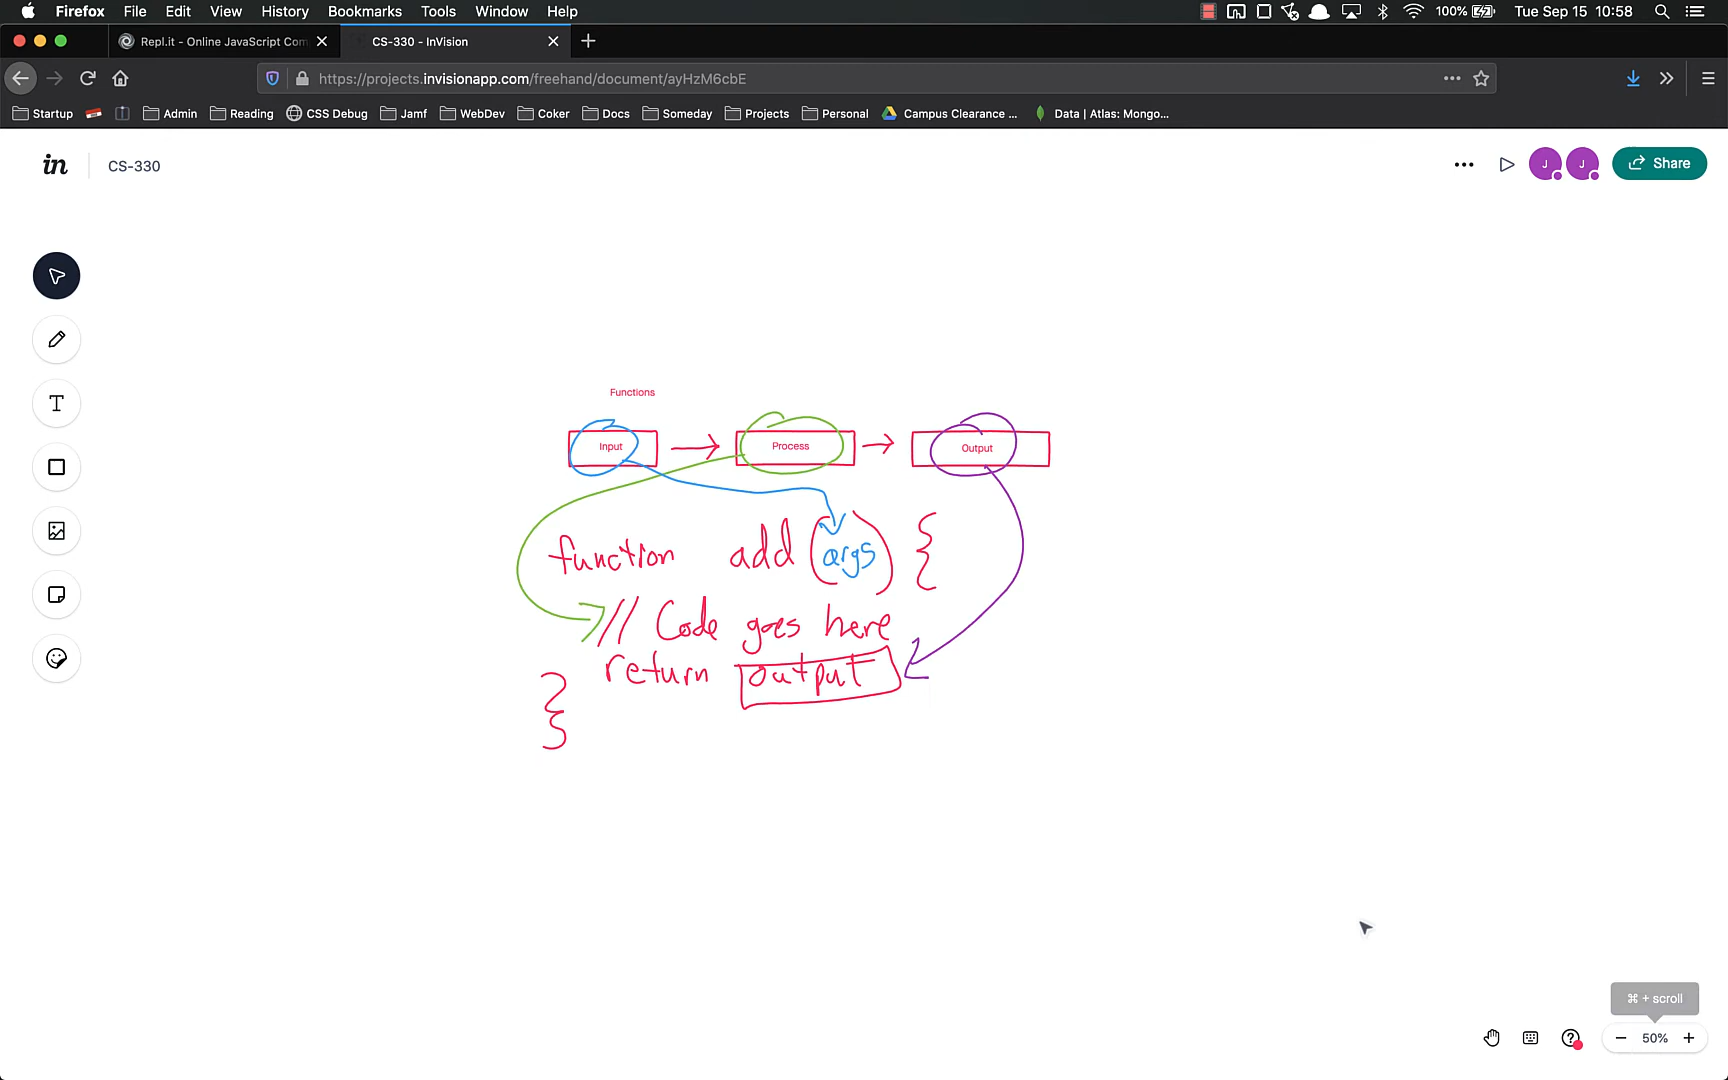 Firefox File Edit View History Bookmarks Tools Window Help 100% Tue Sep 15 10:58
Repl.it - Online JavaScript Com
CS-330 - InVision
https://projects.invisionapp.com/freehand/document/ayHzM6cbE
Startup Admin Reading CSS Debug Jamf WebDev Coker Docs Someday Projects Personal Campus Clearance ... Data | Atlas: Mongo...
in CS-330 J J Share
T
Functions
Input Process Output
function add (args) {
// Code goes here
return output
}
⌘ + scroll
50%